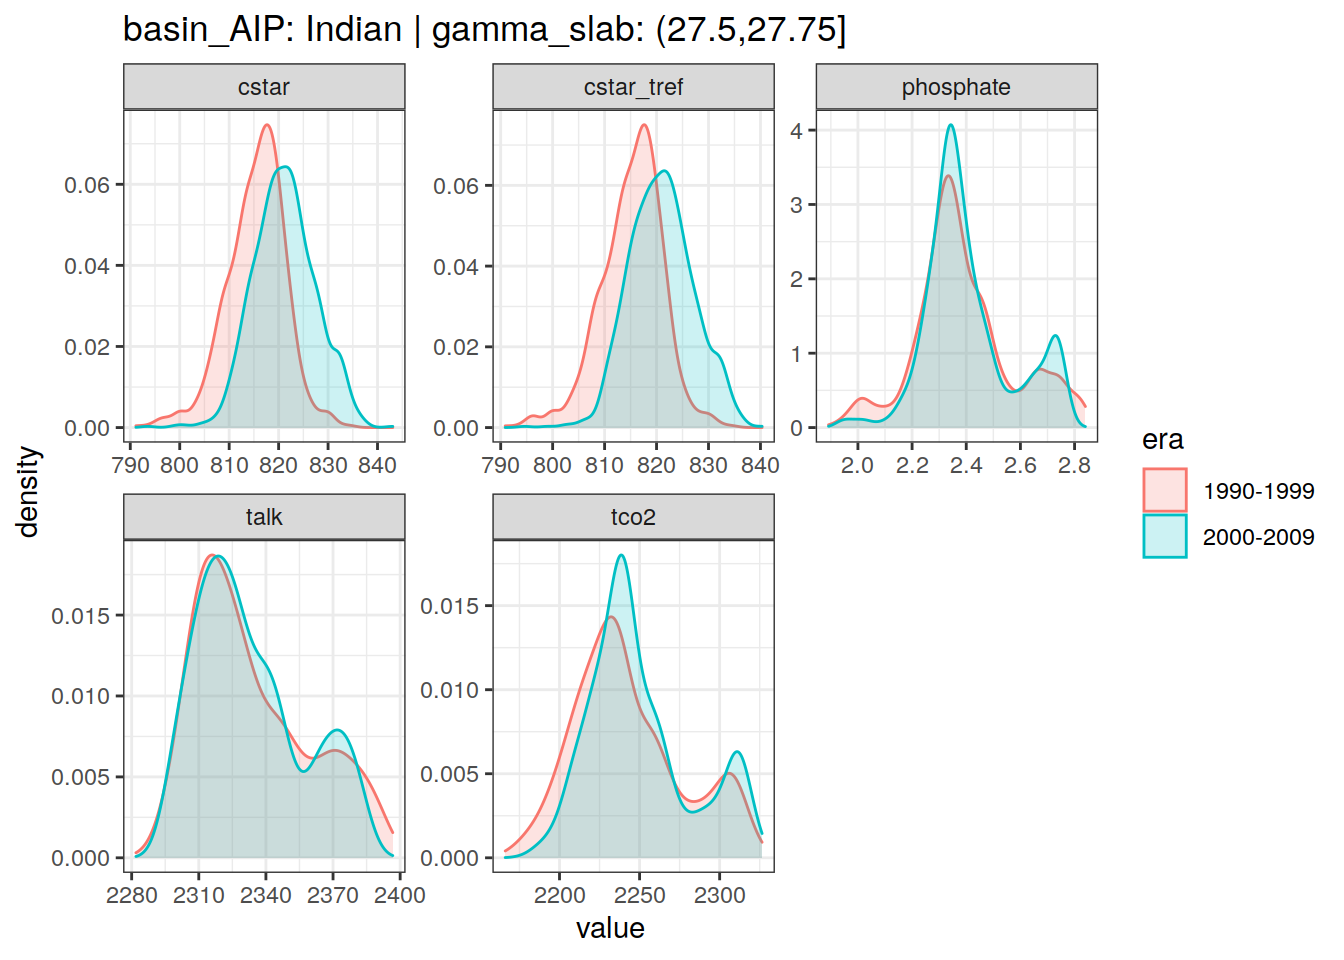 basin_AIP: Indian | gamma_slab: (27.5,27.75]
cstar
cstar_tref
phosphate
0.06
0.04
0.02
0.00
790 800 810 820 830 840
0.06
0.04
0.02
0.00
790 800 810 820 830 840
4
3
2
1
0
2.0 2.2 2.4 2.6 2.8
density
talk
tco2
0.015
0.010
0.005
0.000
2280 2310 2340 2370 2400
0.015
0.010
0.005
0.000
2200 2250 2300
value
era
1990-1999
2000-2009